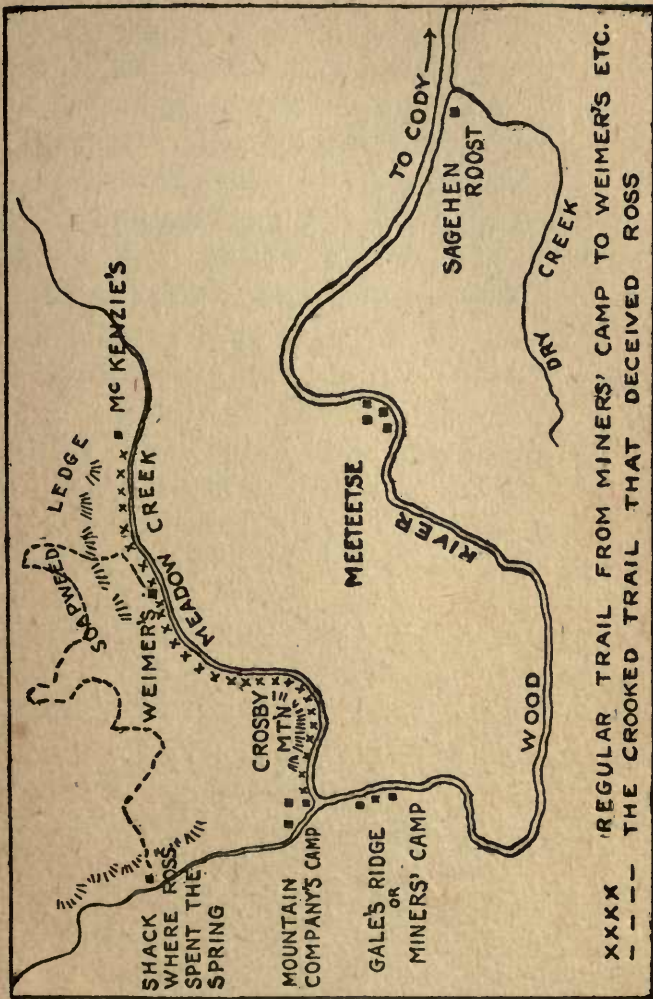 TO CODY
SAGEHEN
ROOST
DRY CREEK
McKENZIE'S
SOAPWEED LEDGE
WEIMER'S
MEADOW CREEK
CROSBY
MTN
MEETEETSE
WOOD RIVER
SHACK
WHERE ROSS
SPENT THE
SPRING
MOUNTAIN
COMPANY'S CAMP
GALE'S RIDGE
OR
MINERS' CAMP
XXXX REGULAR TRAIL FROM MINERS' CAMP TO WEIMER'S ETC.
---- THE CROOKED TRAIL THAT DECEIVED ROSS